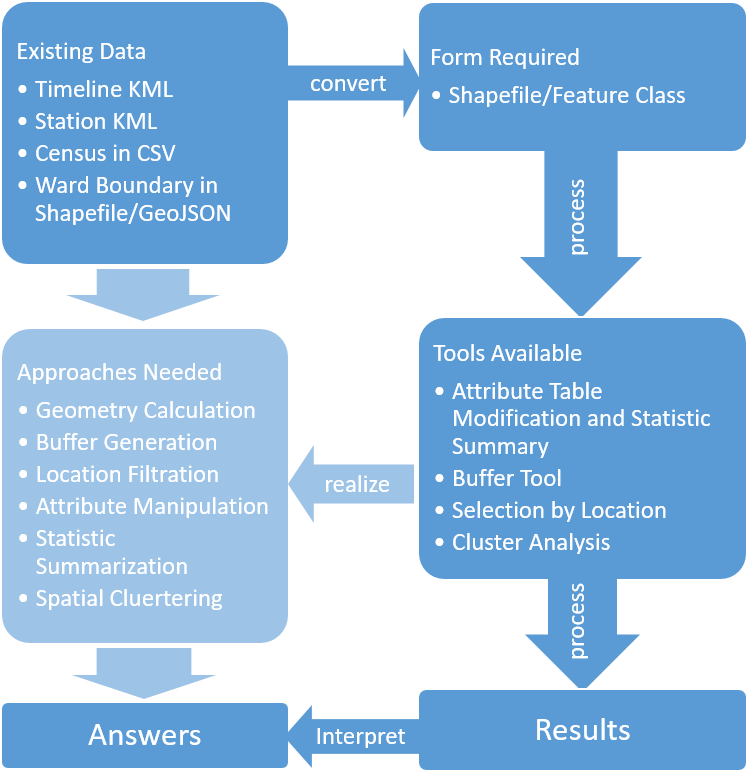 Existing Data
• Timeline KML
• Station KML
• Census in CSV
• Ward Boundary in
Shapefile/GeoJSON
convert
Form Required
• Shapefile/Feature Class
process
Approaches Needed
• Geometry Calculation
• Buffer Generation
• Location Filtration
• Attribute Manipulation
• Statistic
Summarization
• Spatial Cluertering
realize
Tools Available
• Attribute Table
Modification and Statistic
Summary
• Buffer Tool
• Selection by Location
• Cluster Analysis
process
Answers
Interpret
Results